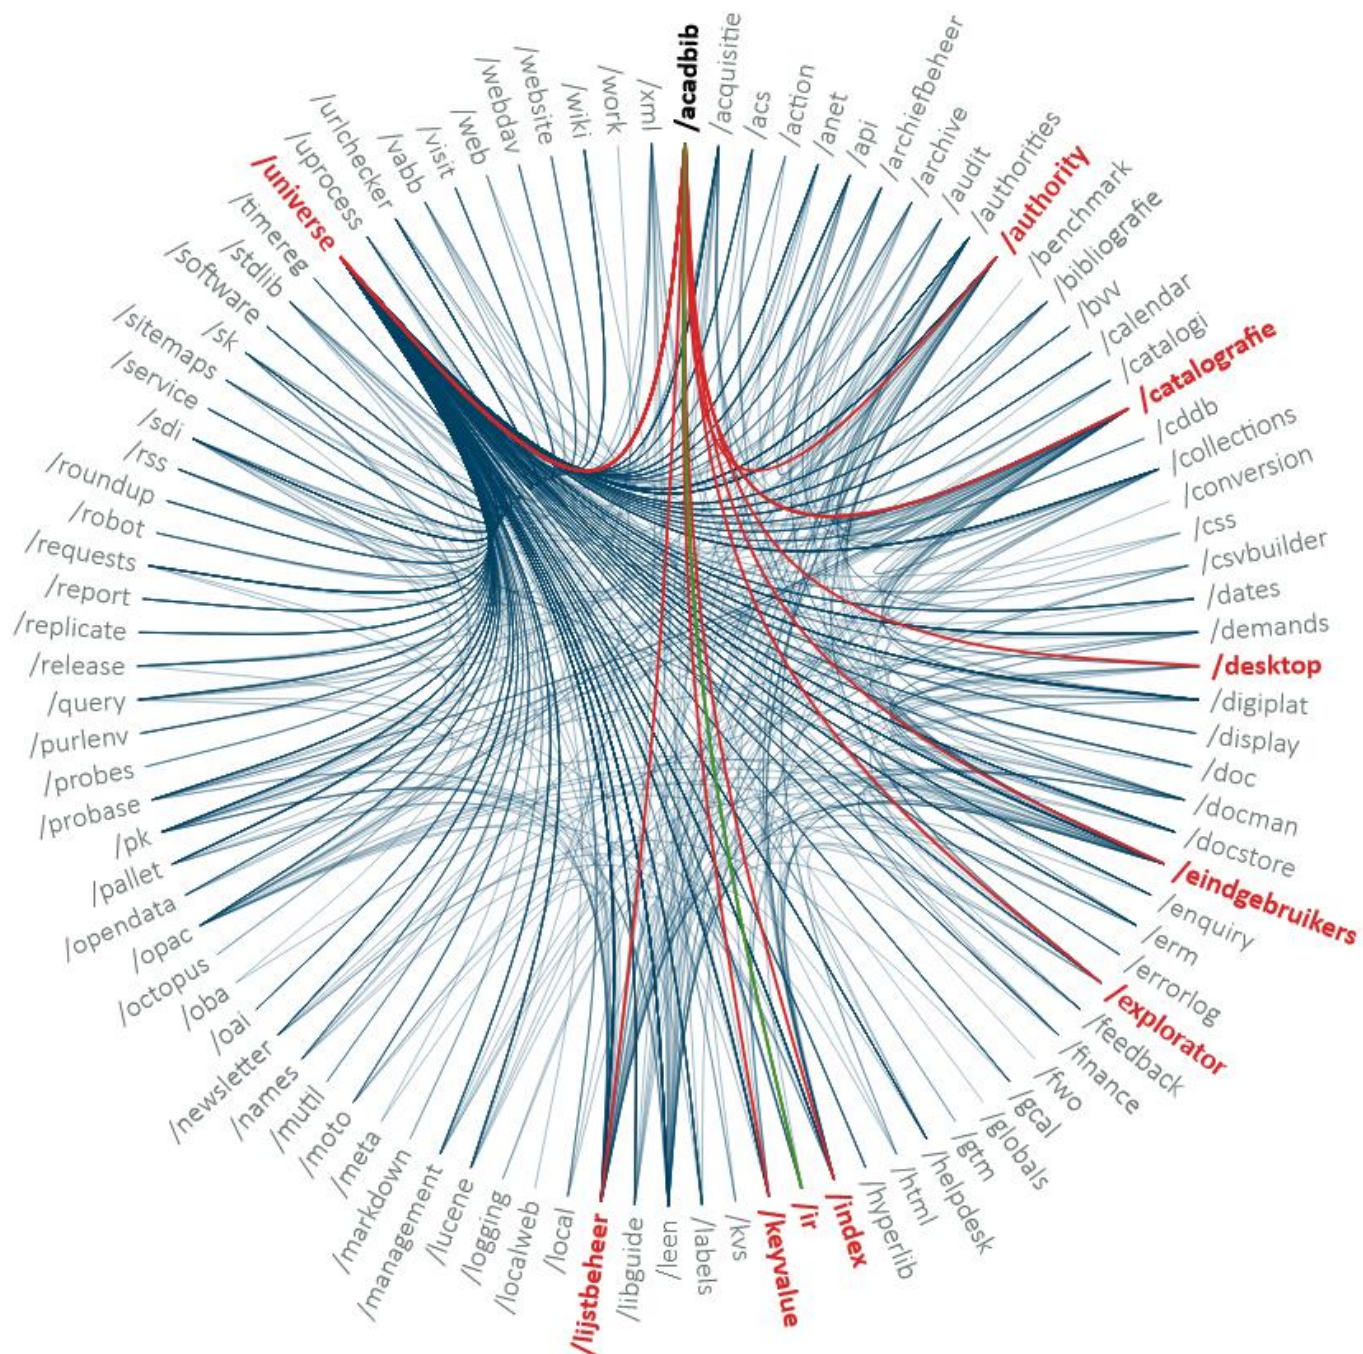 /acadbib
/acquisitie
/acs
/action
/anet
/api
/archiefbeheer
/archive
/audit
/authorities
/authority
/benchmark
/bibliografie
/bvv
/calendar
/catalogi
/catalografie
/cddb
/collections
/conversion
/css
/csvbuilder
/dates
/demands
/desktop
/digiplat
/display
/doc
/docman
/docstore
/eindgebruikers
/enquiry
/erm
/errorlog
/explorator
/feedback
/finance
/fwo
/gcal
/globals
/gtm
/helpdesk
/html
/hyperlib
/index
/ir
/keyvalue
/kvs
/labels
/leen
/libguide
/lijstbeheer
/local
/localweb
/logging
/lucene
/management
/markdown
/meta
/moto
/mutil
/names
/newsletter
/oai
/oba
/octopus
/opac
/opendata
/pallet
/pk
/probase
/probes
/purlenv
/query
/release
/replicate
/report
/requests
/robot
/roundup
/rss
/sdi
/service
/sitemaps
/sk
/software
/stdlib
/timereg
/universe
/uprocess
/urlchecker
/vabb
/visit
/web
/webdav
/website
/wiki
/work
/xml